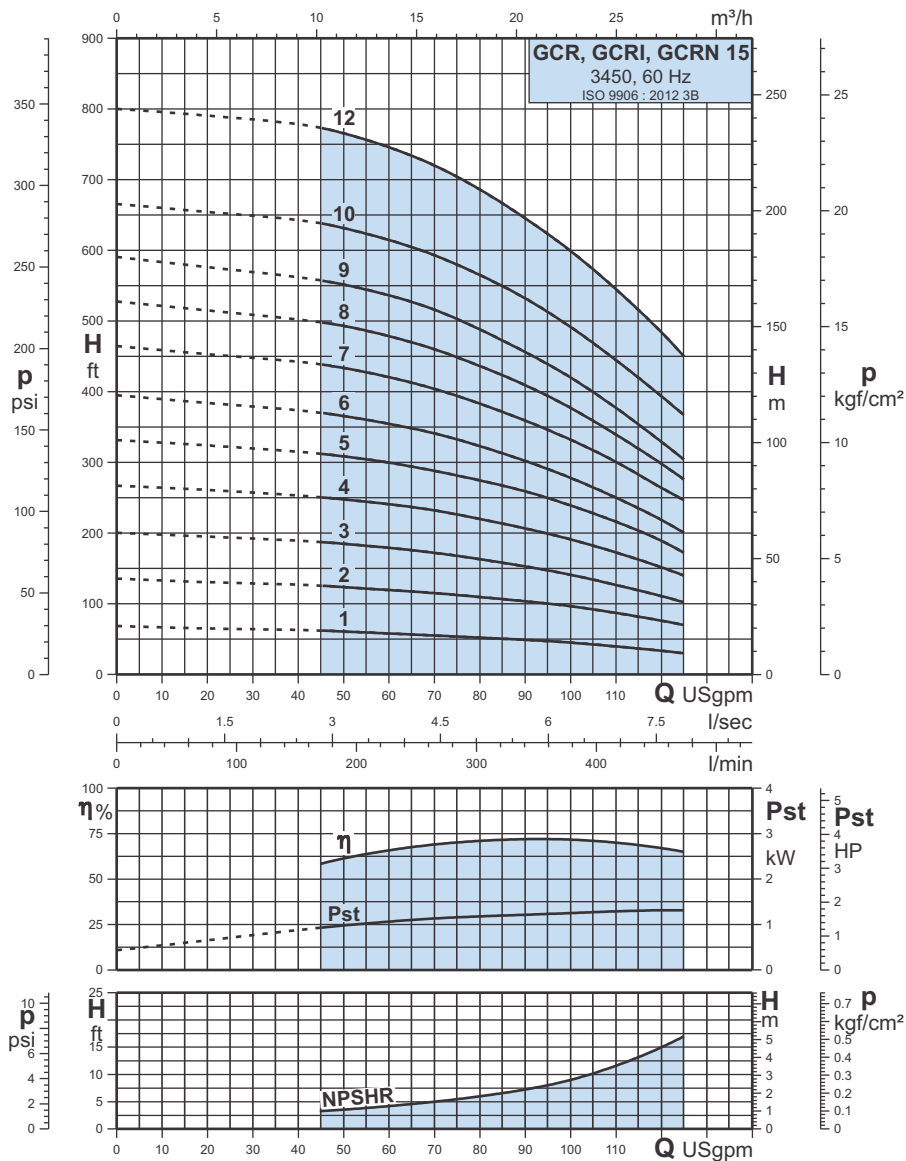 0 5 10 15 20 25 m³/h
GCR, GCRI, GCRN 15
3450, 60 Hz
ISO 9906 : 2012 3B
900
800
700
600
500
400
300
200
100
0
H
ft
350
300
250
200
150
100
50
0
p
psi
12
10
9
8
7
6
5
4
3
2
1
250
200
150
100
50
0
H
m
25
20
15
10
5
0
p
kgf/cm²
0 10 20 30 40 50 60 70 80 90 100 110 Q USgpm
0 1.5 3 4.5 6 7.5 l/sec
0 100 200 300 400 l/min
100
75
50
25
0
η%
η
Pst
4
3
2
1
0
Pst
kW
5
4
3
2
1
0
Pst
HP
10
8
6
4
2
0
p
psi
25
20
15
10
5
0
H
ft
NPSHR
5
4
3
2
1
0
H
m
0.7
0.6
0.5
0.4
0.3
0.2
0.1
0
p
kgf/cm²
0 10 20 30 40 50 60 70 80 90 100 110 Q USgpm